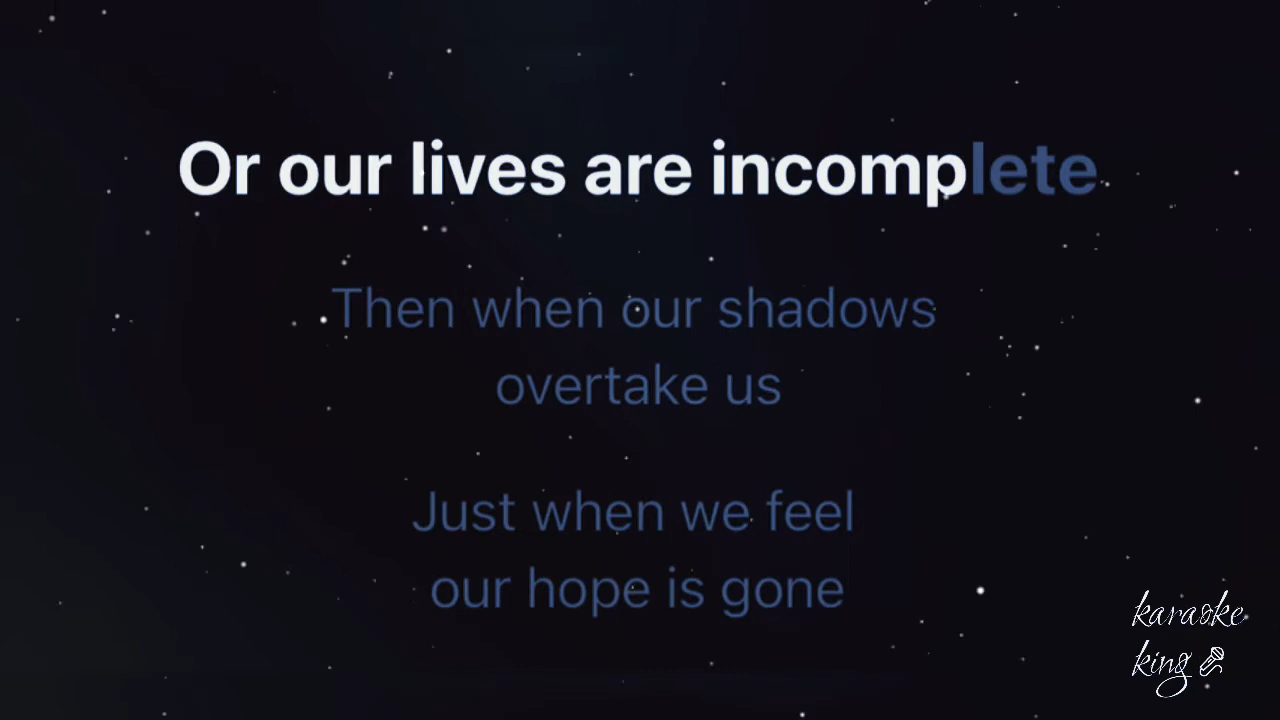 Or our lives are incomplete
Then when our shadows
overtake us
Just when we feel
our hope is gone
karaoke
king